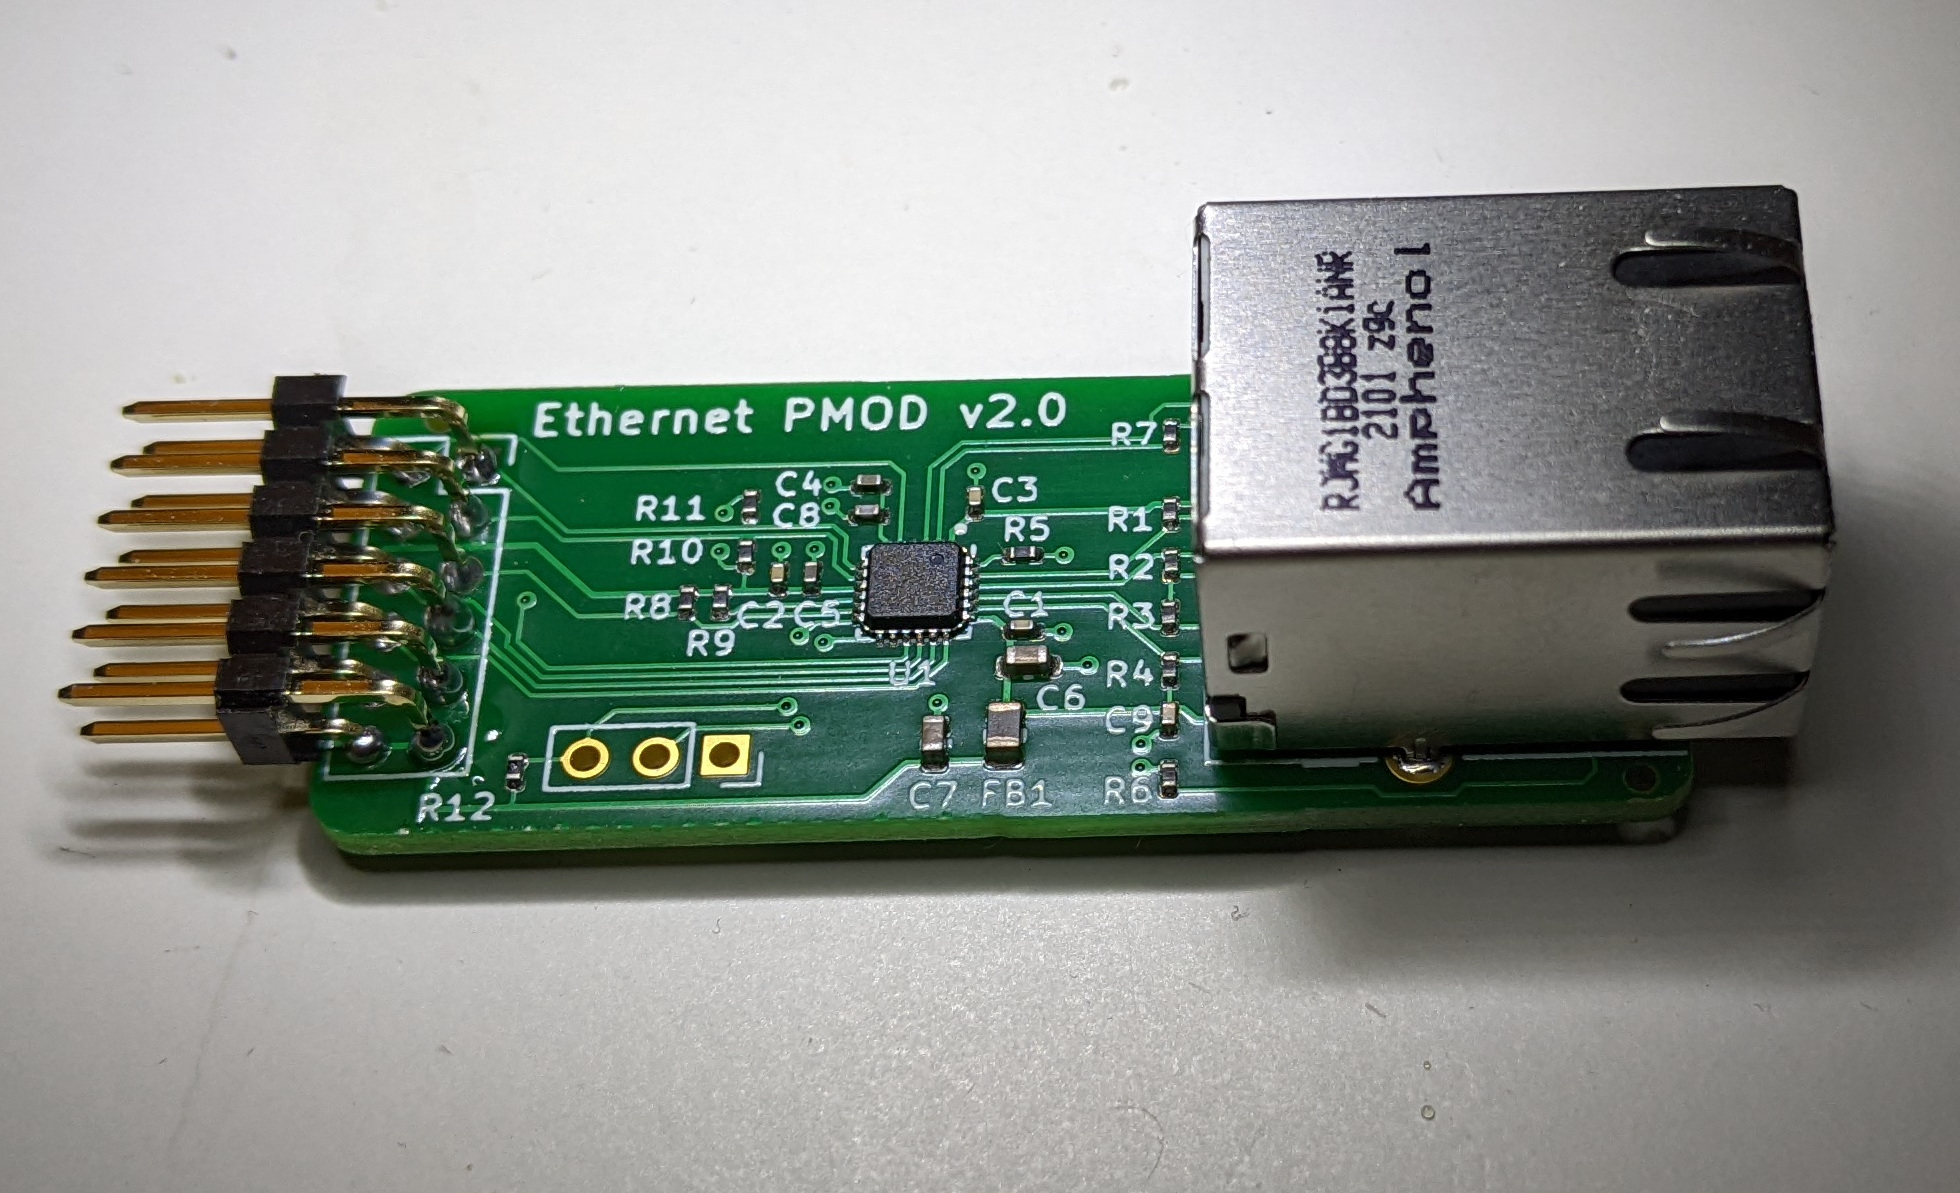 Ethernet PMOD v2.0
R7
C4
C3
R11
C8
R1
R5
R10
R2
R8
C2
C5
C1
R3
R9
U1
R4
C6
C9
R12
C7
FB1
R6
2101 z9C
Amphenol